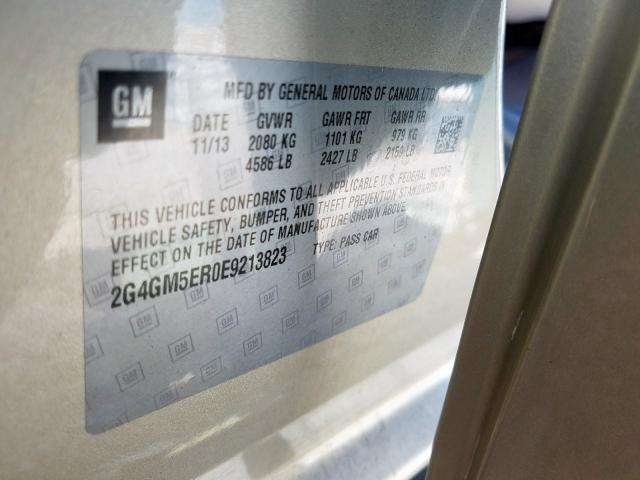 GM
MFD BY GENERAL MOTORS OF CANADA LTD
DATE GVWR GAWR FRT GAWR RR
11/13 2080 KG 1101 KG 979 KG
4586 LB 2427 LB 2159 LB
THIS VEHICLE CONFORMS TO ALL APPLICABLE U.S. FEDERAL MOTOR
VEHICLE SAFETY, BUMPER, AND THEFT PREVENTION STANDARDS IN
EFFECT ON THE DATE OF MANUFACTURE SHOWN ABOVE
2G4GM5ER0E9213823 TYPE: PASS CAR